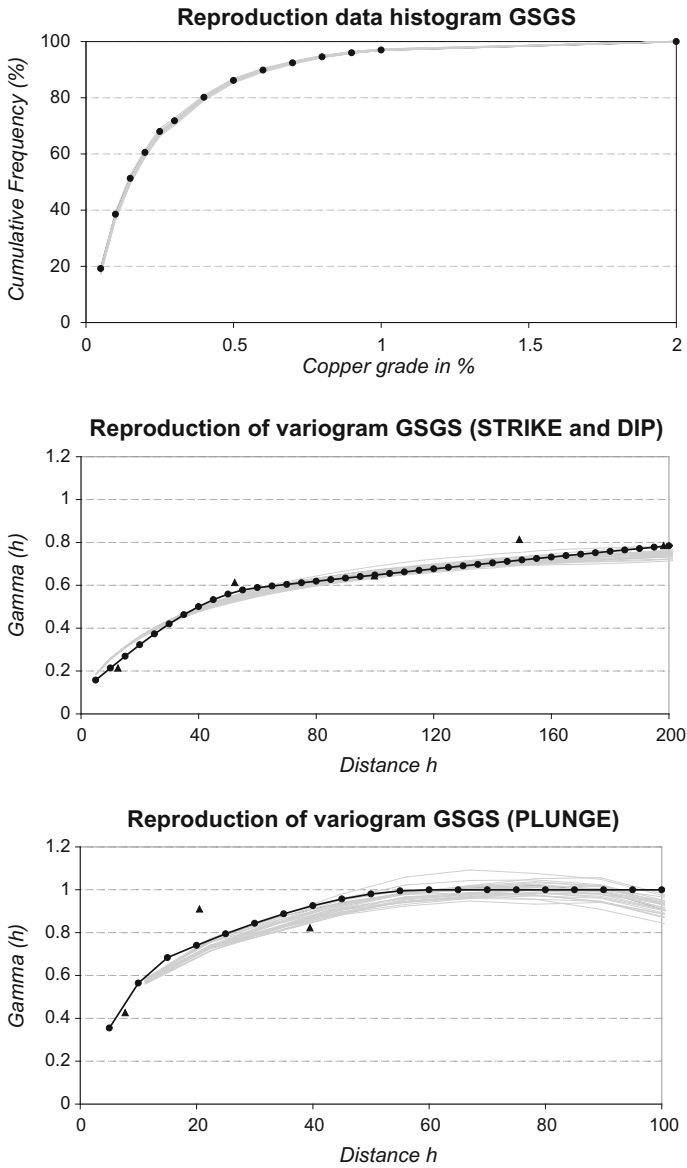 Reproduction data histogram GSGS
100
80
60
40
20
0
Cumulative Frequency (%)
0 0.5 1 1.5 2
Copper grade in %
Reproduction of variogram GSGS (STRIKE and DIP)
1.2
1
0.8
0.6
0.4
0.2
0
Gamma (h)
0 40 80 120 160 200
Distance h
Reproduction of variogram GSGS (PLUNGE)
1.2
1
0.8
0.6
0.4
0.2
0
Gamma (h)
0 20 40 60 80 100
Distance h